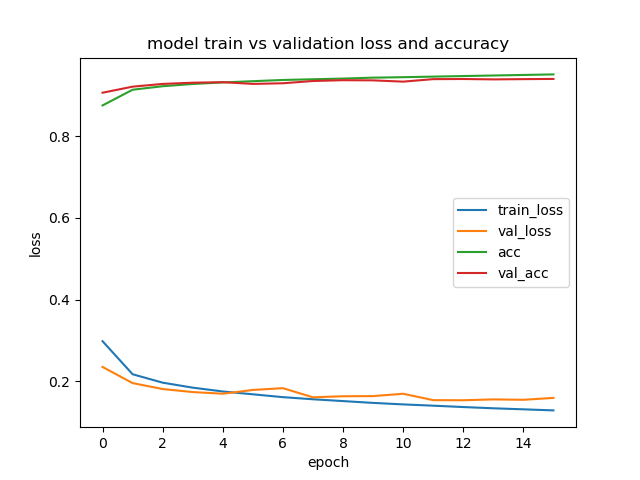 model train vs validation loss and accuracy
0.8
0.6
0.4
0.2
loss
train_loss
val_loss
acc
val_acc
0 2 4 6 8 10 12 14
epoch